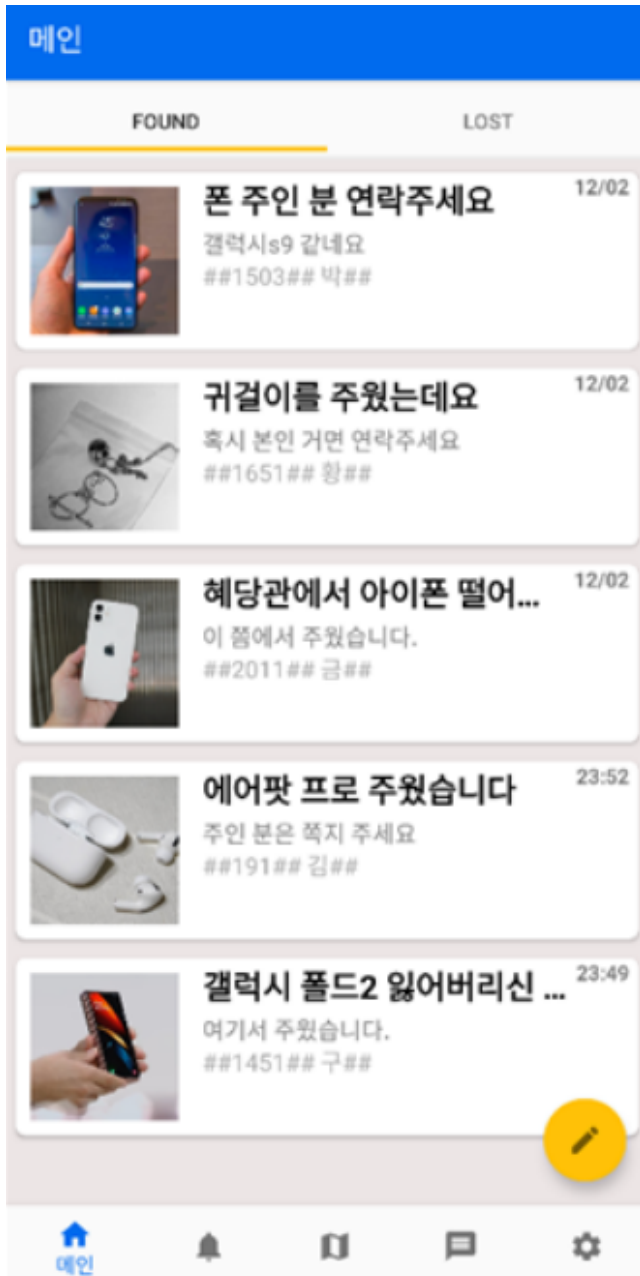 메인
FOUND
LOST
폰 주인 분 연락주세요
12/02
갤럭시s9 같네요
##1503## 박##
귀걸이를 주웠는데요
12/02
혹시 본인 거면 연락주세요
##1651## 황##
혜당관에서 아이폰 떨어...
12/02
이 쯤에서 주웠습니다.
##2011## 금##
에어팟 프로 주웠습니다
23:52
주인 분은 쪽지 주세요
##191## 김##
갤럭시 폴드2 잃어버리신 ...
23:49
여기서 주웠습니다.
##1451## 구##
메인